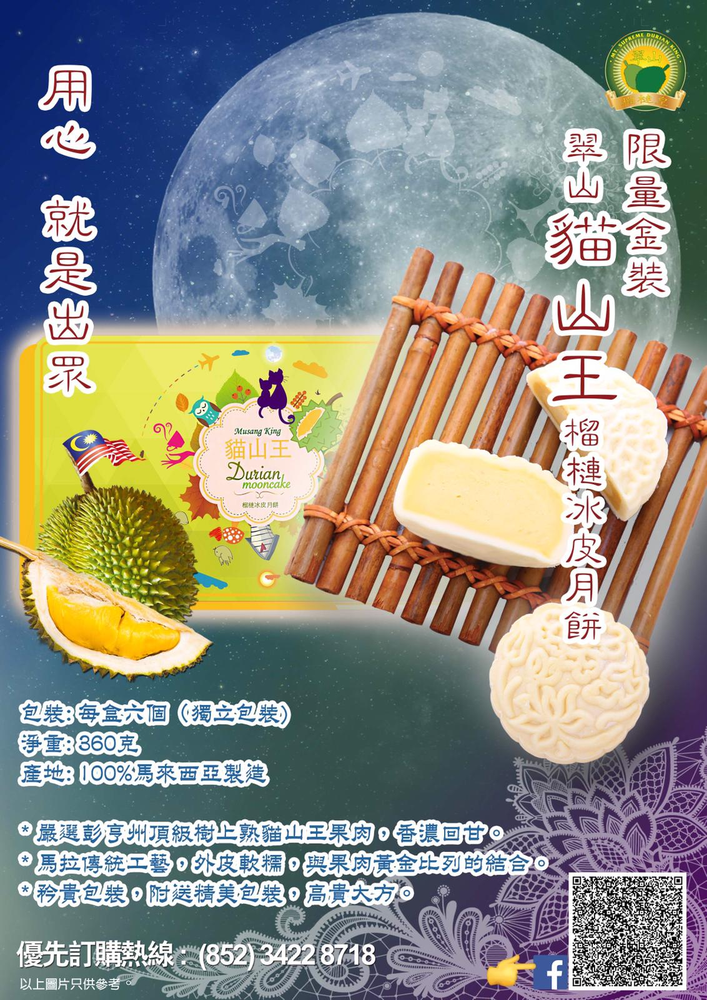 MT. SUPREME DURIAN KING
翠山
榴槤皇
限量金裝
翠山貓山王榴槤冰皮月餅
用心 就是出眾
Musang King
貓山王
Durian
mooncake
榴槤冰皮月餅
包裝: 每盒六個（獨立包裝）
淨重: 360克
產地: 100%馬來西亞製造
* 嚴選彭亨州頂級樹上熟貓山王果肉，香濃回甘。
* 馬拉傳統工藝，外皮軟糯，與果肉黃金比列的結合。
* 矜貴包裝，附送精美包裝，高貴大方。
優先訂購熱線： (852) 3422 8718
以上圖片只供參考。
f